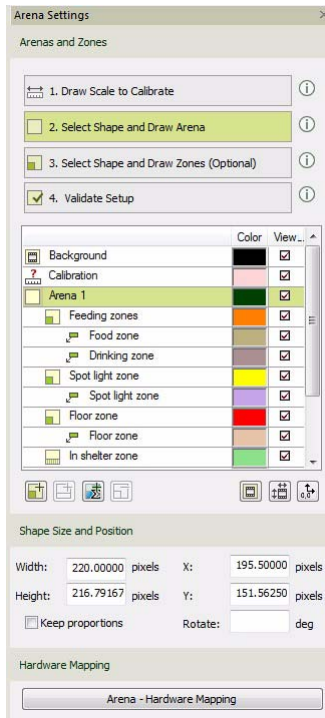 Arena Settings
Arenas and Zones
1. Draw Scale to Calibrate
2. Select Shape and Draw Arena
3. Select Shape and Draw Zones (Optional)
4. Validate Setup
Color View...
Background
Calibration
Arena 1
Feeding zones
Food zone
Drinking zone
Spot light zone
Spot light zone
Floor zone
Floor zone
In shelter zone
Shape Size and Position
Width: 220.00000 pixels X: 195.50000 pixels
Height: 216.79167 pixels Y: 151.56250 pixels
Keep proportions Rotate: deg
Hardware Mapping
Arena - Hardware Mapping